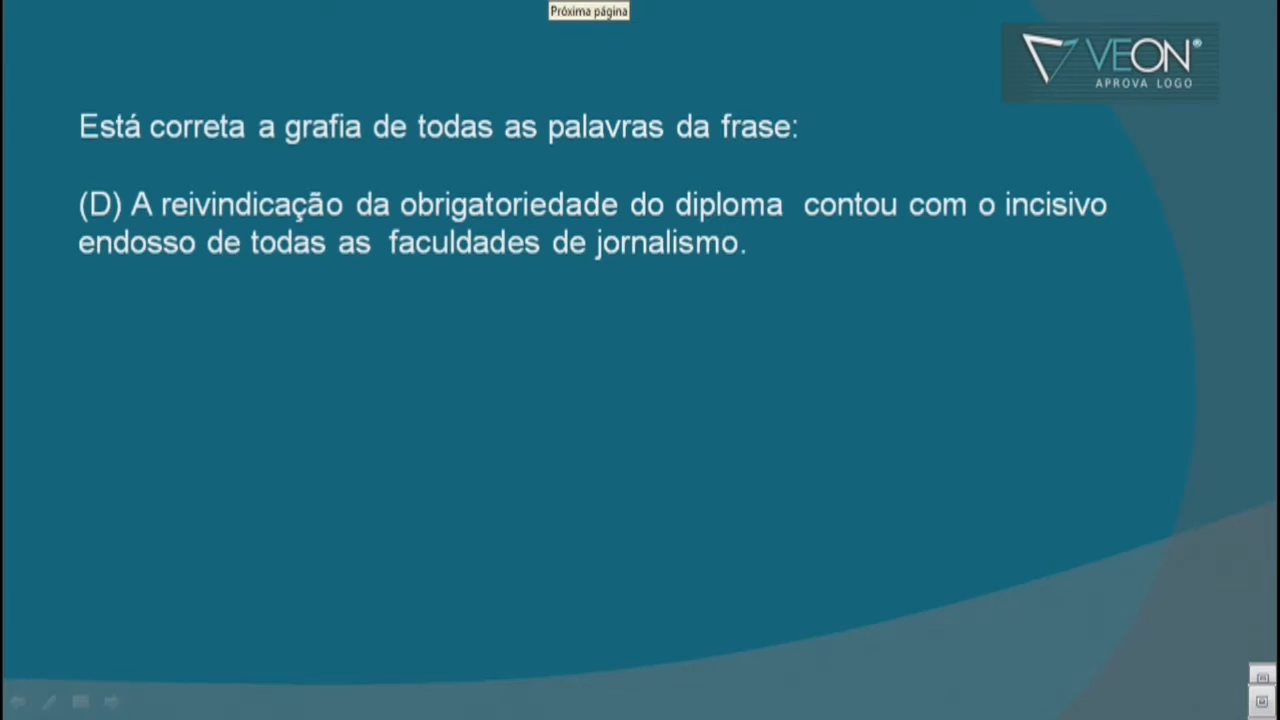 Próxima página
VEON®
APROVA LOGO
Está correta a grafia de todas as palavras da frase:
(D) A reivindicação da obrigatoriedade do diploma contou com o incisivo
endosso de todas as faculdades de jornalismo.